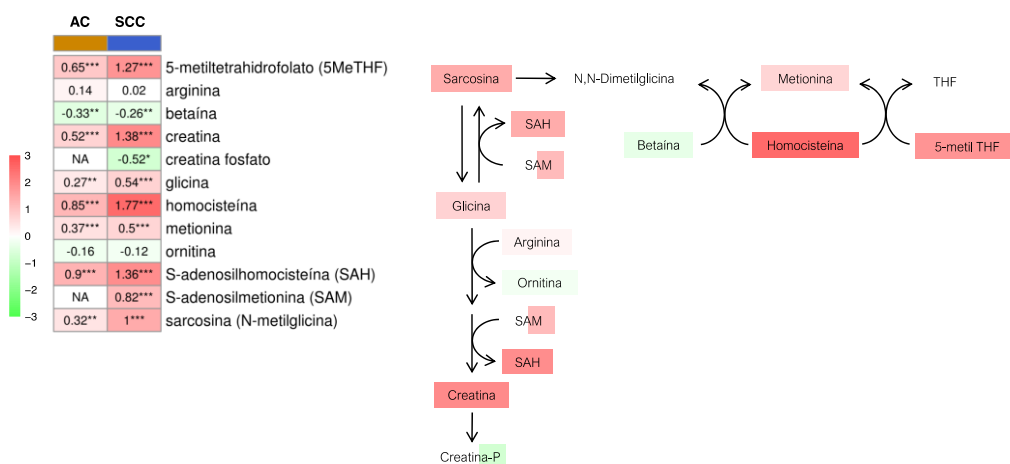 AC SCC
0.65*** 1.27*** 5-metiltetrahidrofolato (5MeTHF)
0.14 0.02 arginina
-0.33** -0.26** betaína
0.52*** 1.38*** creatina
NA -0.52* creatina fosfato
0.27** 0.54*** glicina
0.85*** 1.77*** homocisteína
0.37*** 0.5*** metionina
-0.16 -0.12 ornitina
0.9*** 1.36*** S-adenosilhomocisteína (SAH)
NA 0.82*** S-adenosilmetionina (SAM)
0.32** 1*** sarcosina (N-metilglicina)
3
2
1
0
−1
−2
−3
Sarcosina
N,N-Dimetilglicina
Metionina
THF
SAH
SAM
Betaína
Homocisteína
5-metil THF
Glicina
Arginina
Ornitina
SAM
SAH
Creatina
Creatina-P